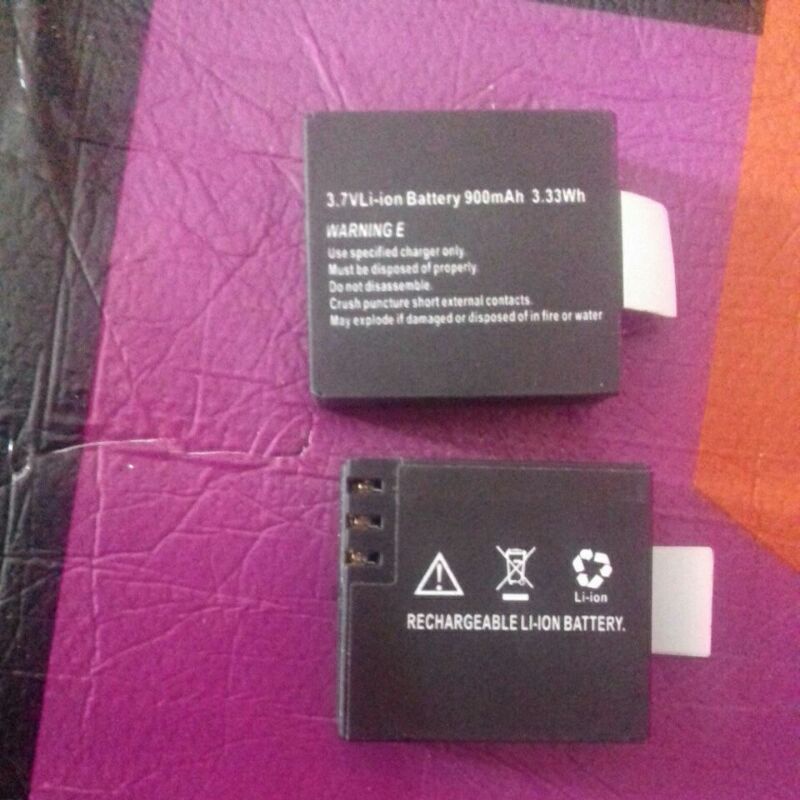 3.7VLi-ion Battery 900mAh 3.33Wh
WARNING E
Use specified charger only.
Must be disposed of properly.
Do not disassemble.
Crush puncture short external contacts.
May explode if damaged or disposed of in fire or water
Li-ion
RECHARGEABLE LI-ION BATTERY.